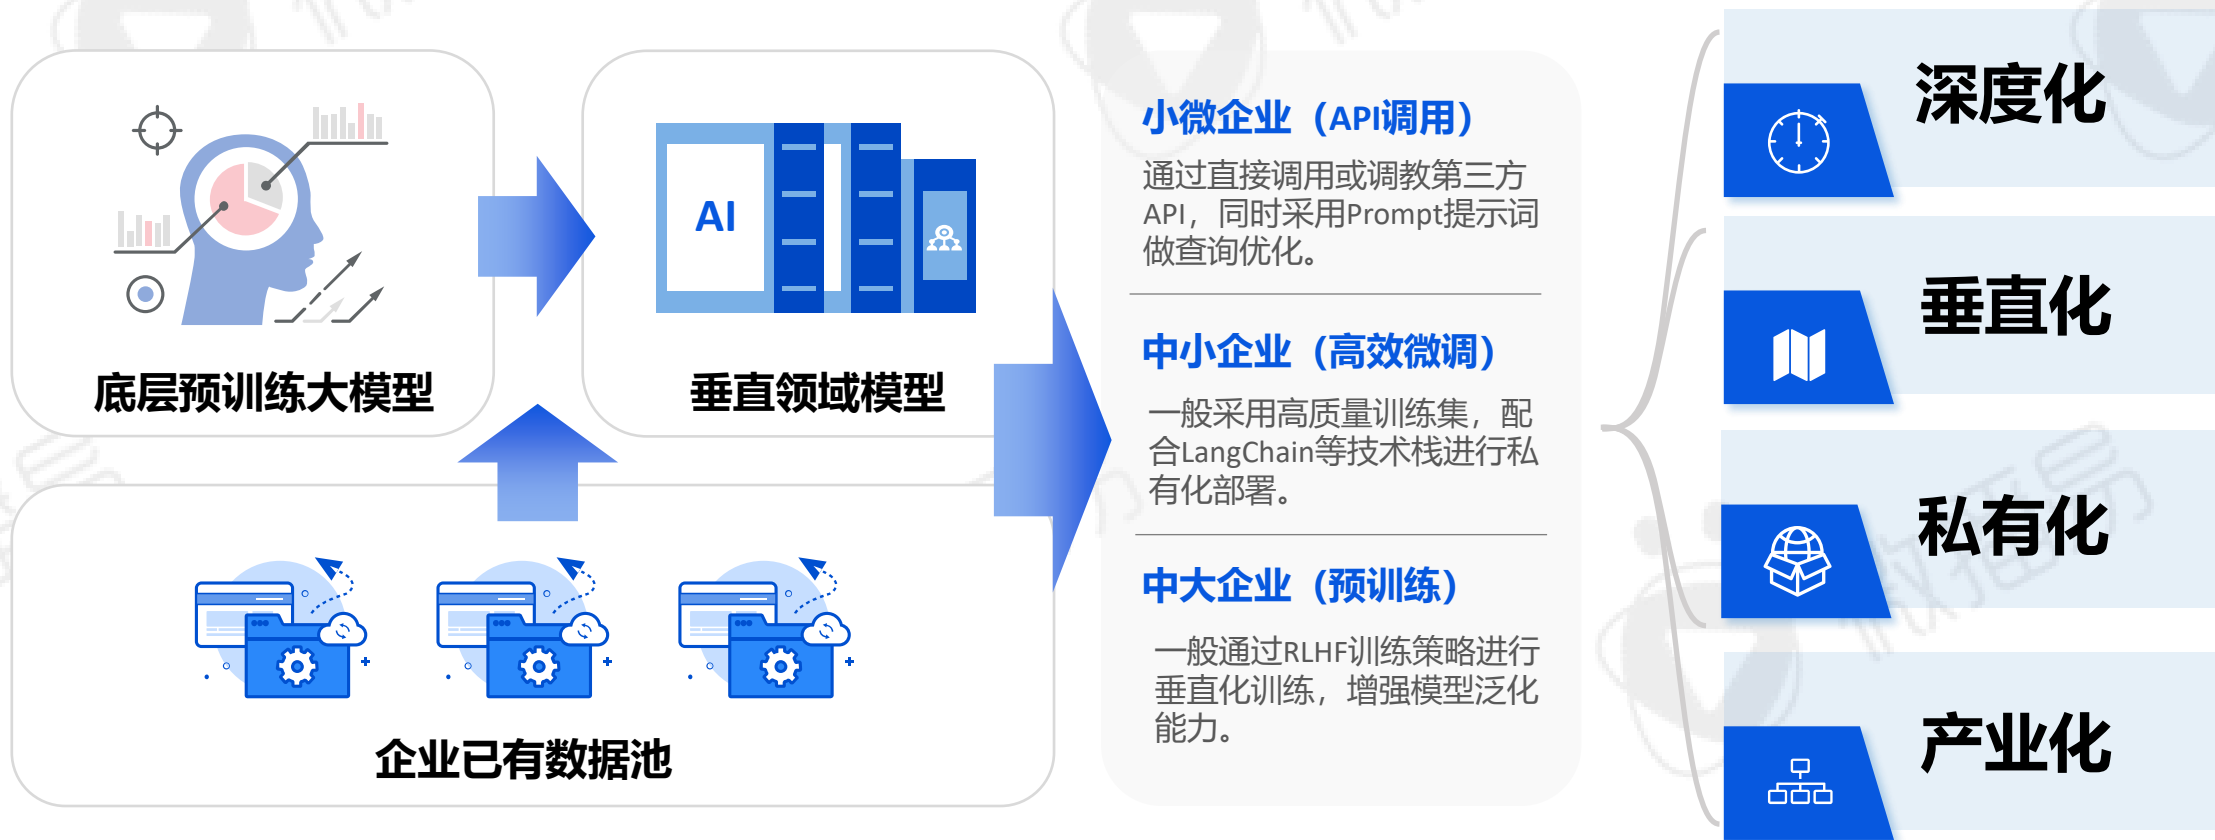 底层预训练大模型
AI
垂直领域模型
企业已有数据池
小微企业（API调用）
通过直接调用或调教第三方
API，同时采用Prompt提示词
做查询优化。
中小企业（高效微调）
一般采用高质量训练集，配
合LangChain等技术栈进行私
有化部署。
中大企业（预训练）
一般通过RLHF训练策略进行
垂直化训练，增强模型泛化
能力。
深度化
垂直化
私有化
产业化
微播易